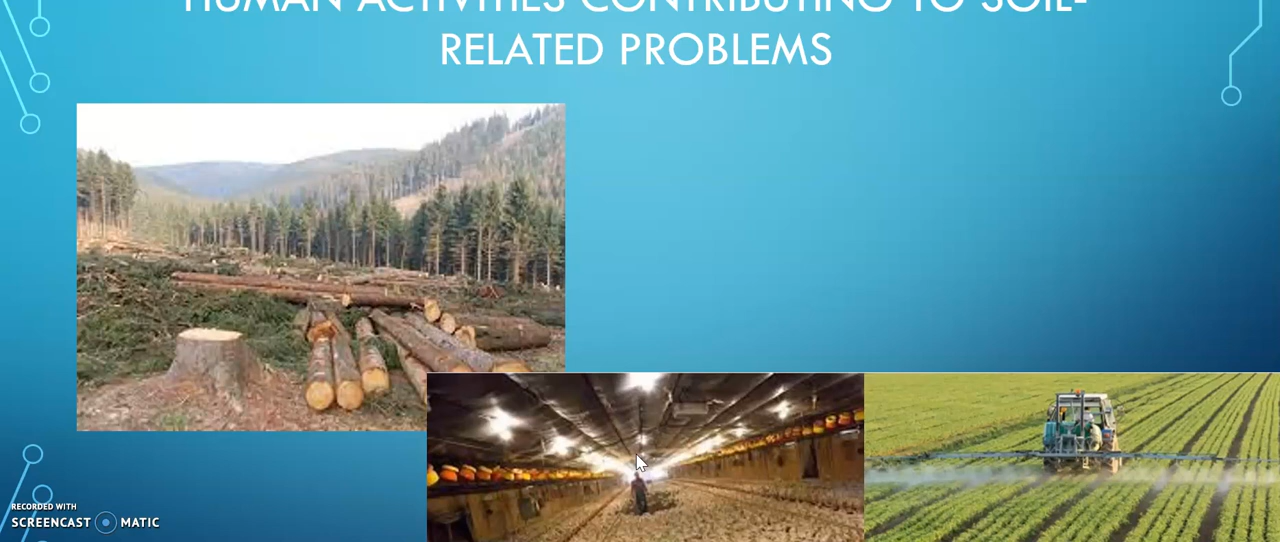 HUMAN ACTIVITIES CONTRIBUTING TO SOIL-
RELATED PROBLEMS
RECORDED WITH
SCREENCAST MATIC